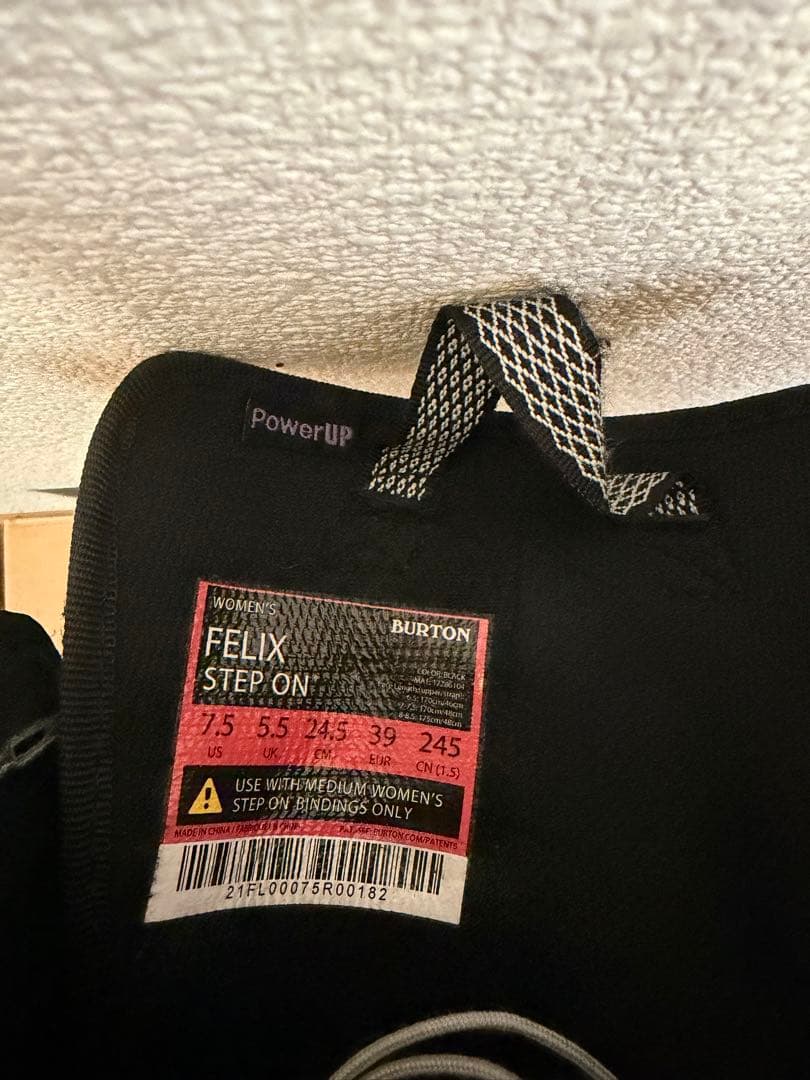 PowerUP
WOMEN'S
BURTON
FELIX
STEP ON
COLOR: BLACK
7.5 5.5 24.5 39 245
US UK CM EUR CN (1.5)
USE WITH MEDIUM WOMEN'S
STEP ON BINDINGS ONLY
MADE IN CHINA /
BURTON.COM/PATENTS
21FL00075R00182